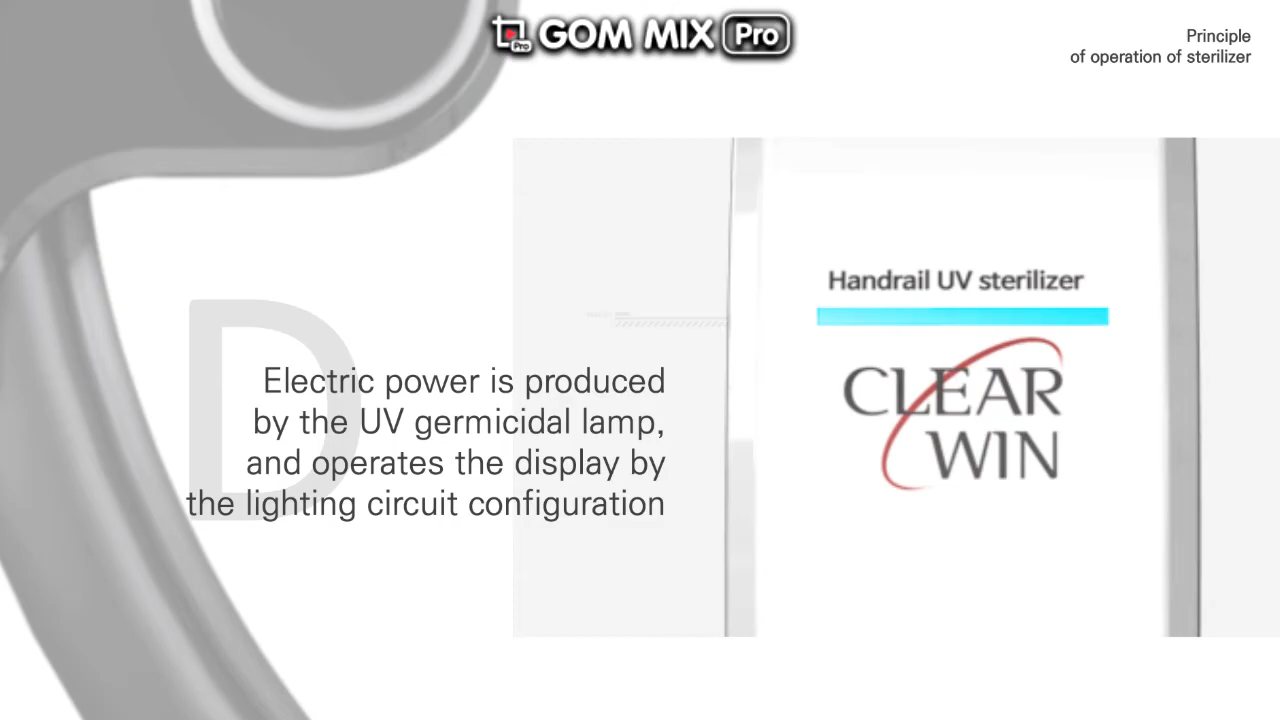 Pro GOM MIX Pro
Principle
of operation of sterilizer
Handrail UV sterilizer
CLEAR
WIN
D
Electric power is produced
by the UV germicidal lamp,
and operates the display by
the lighting circuit configuration